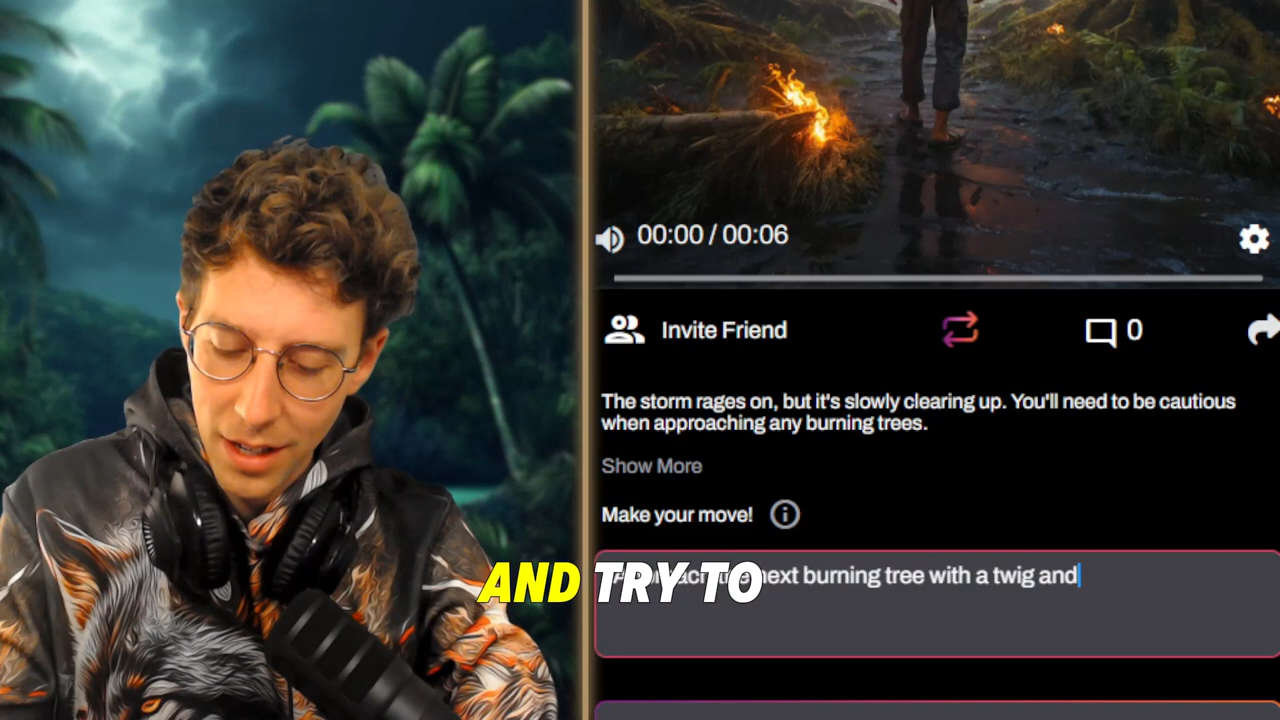 00:00 / 00:06
Invite Friend
0
The storm rages on, but it's slowly clearing up. You'll need to be cautious
when approaching any burning trees.
Show More
Make your move!
next burning tree with a twig and
AND TRY TO